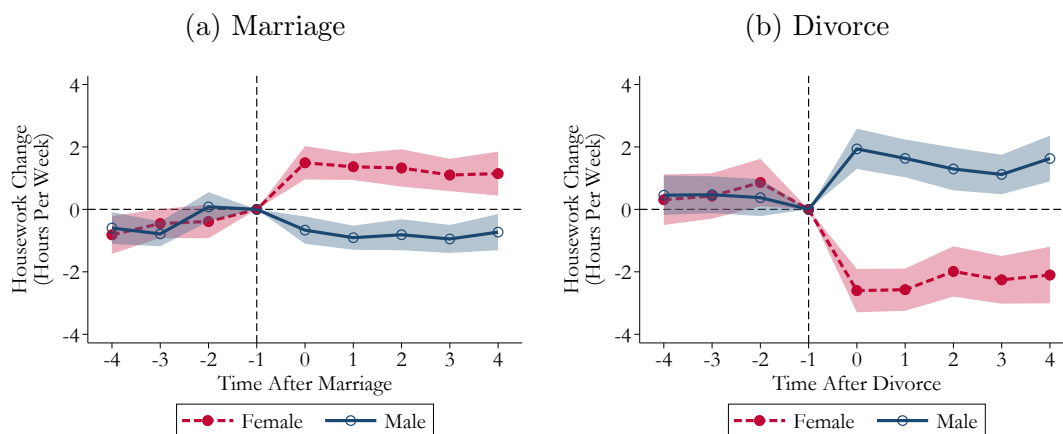 (a) Marriage
Housework Change
(Hours Per Week)
4
2
0
-2
-4
-4 -3 -2 -1 0 1 2 3 4
Time After Marriage
Female Male
(b) Divorce
Housework Change
(Hours Per Week)
4
2
0
-2
-4
-4 -3 -2 -1 0 1 2 3 4
Time After Divorce
Female Male